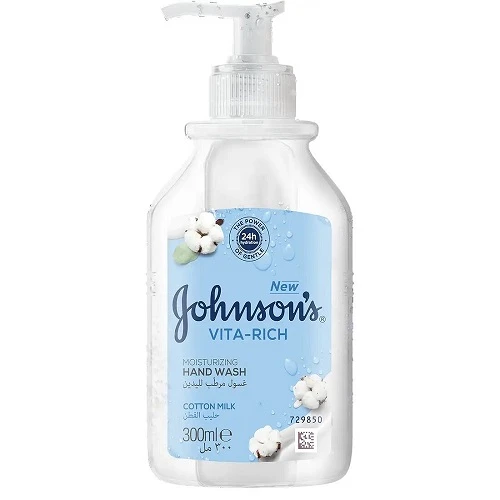 THE POWER OF GENTLE
24h
hydration
New
Johnson's®
VITA-RICH
MOISTURIZING
HAND WASH
غسول مرطب لليدين
COTTON MILK
حليب القطن
729850
300ml e
٣٠٠ مل